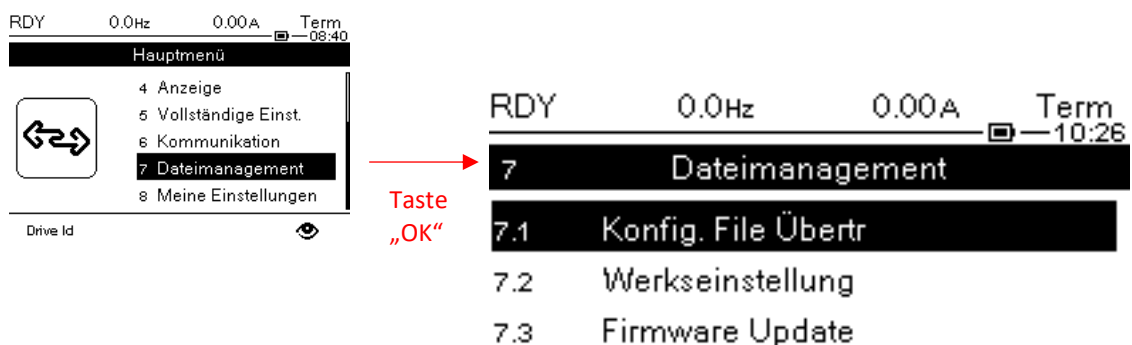 RDY 0.0Hz 0.00A Term
08:40
Hauptmenü
4 Anzeige
5 Vollständige Einst.
6 Kommunikation
7 Dateimanagement
8 Meine Einstellungen
Drive Id
Taste
„OK“
RDY 0.0Hz 0.00A Term
10:26
7 Dateimanagement
7.1 Konfig. File Übertr
7.2 Werkseinstellung
7.3 Firmware Update